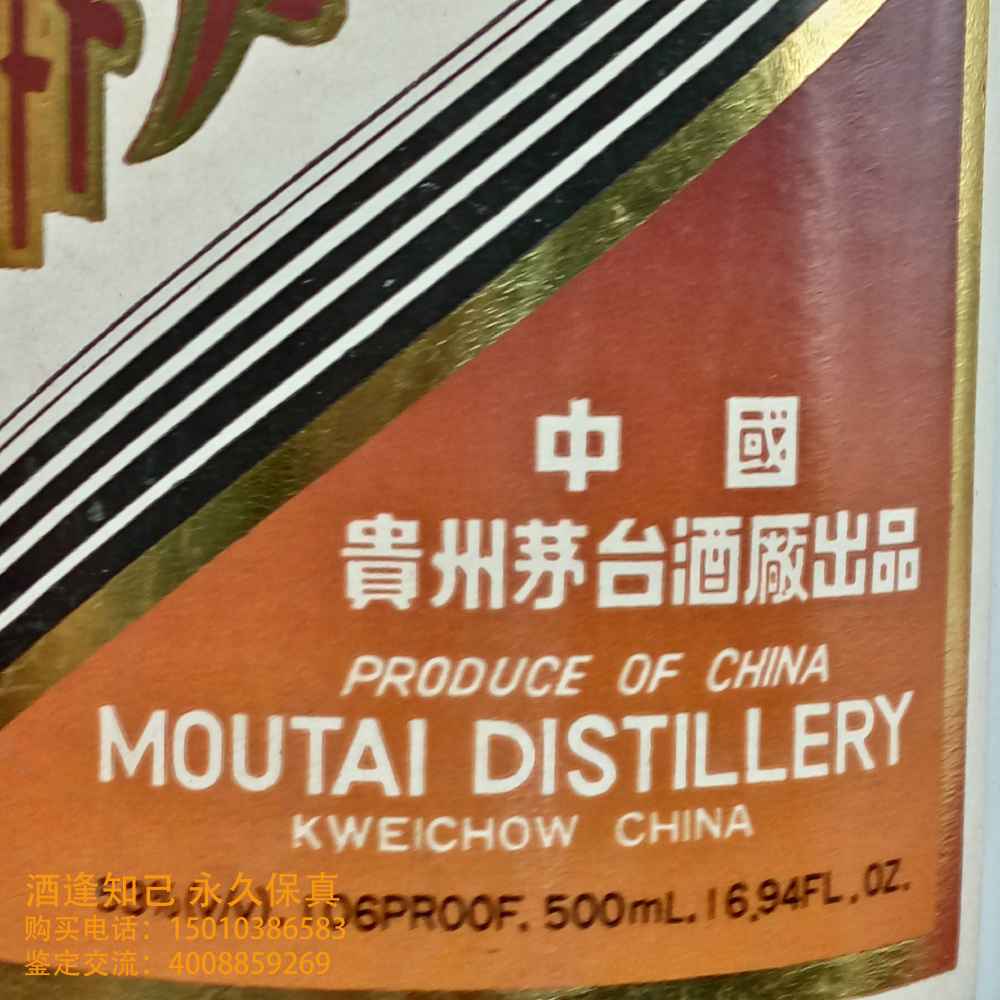 中 國
貴州茅台酒廠出品
PRODUCE OF CHINA
MOUTAI DISTILLERY
KWEICHOW CHINA
06PROOF. 500mL. 16.94FL.OZ.
酒逢知己 永久保真
购买电话：15010386583
鉴定交流：4008859269